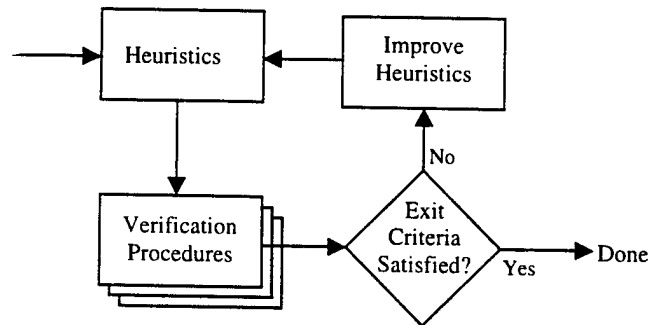 Heuristics
Improve
Heuristics
No
Verification
Procedures
Exit
Criteria
Satisfied?
Yes
Done